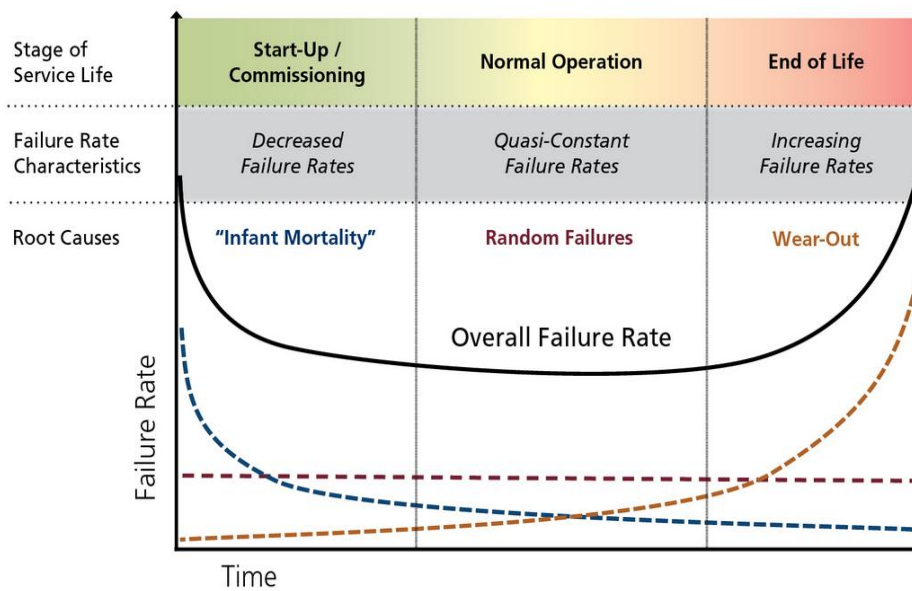 Stage of
Service Life
Start-Up /
Commissioning
Normal Operation
End of Life
Failure Rate
Characteristics
Decreased
Failure Rates
Quasi-Constant
Failure Rates
Increasing
Failure Rates
Root Causes
“Infant Mortality”
Random Failures
Wear-Out
Overall Failure Rate
Failure Rate
Time